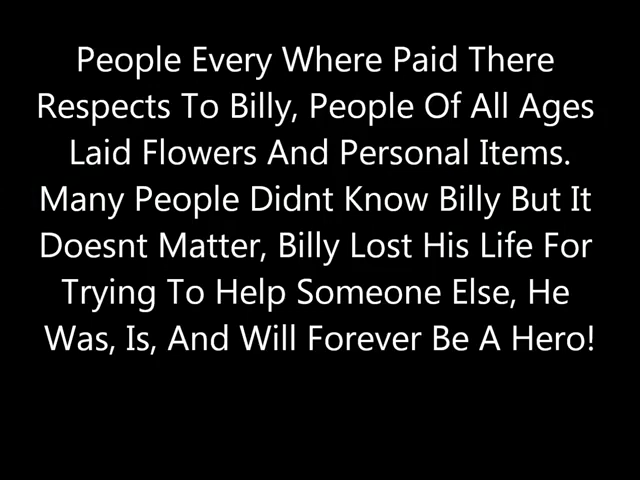 People Every Where Paid There
Respects To Billy, People Of All Ages
Laid Flowers And Personal Items.
Many People Didnt Know Billy But It
Doesnt Matter, Billy Lost His Life For
Trying To Help Someone Else, He
Was, Is, And Will Forever Be A Hero!